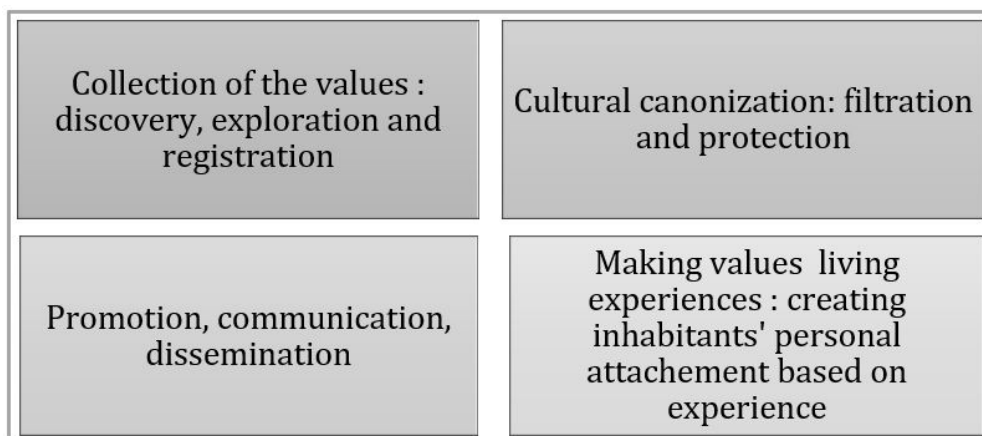 Collection of the values :
discovery, exploration and
registration
Cultural canonization: filtration
and protection
Promotion, communication,
dissemination
Making values  living
experiences : creating
inhabitants' personal
attachement based on
experience